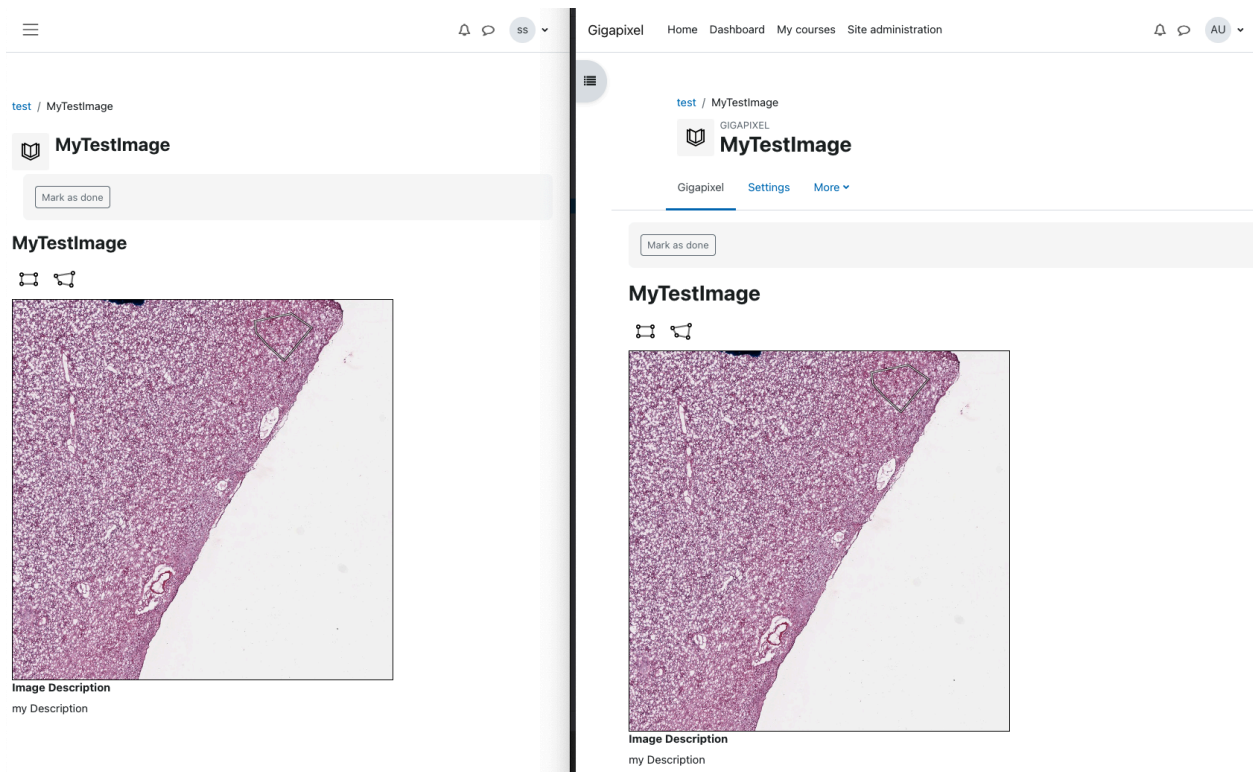 ss
test / MyTestImage
MyTestImage
Mark as done
MyTestImage
Image Description
my Description
Gigapixel Home Dashboard My courses Site administration
AU
test / MyTestImage
GIGAPIXEL
MyTestImage
Gigapixel Settings More
Mark as done
MyTestImage
Image Description
my Description